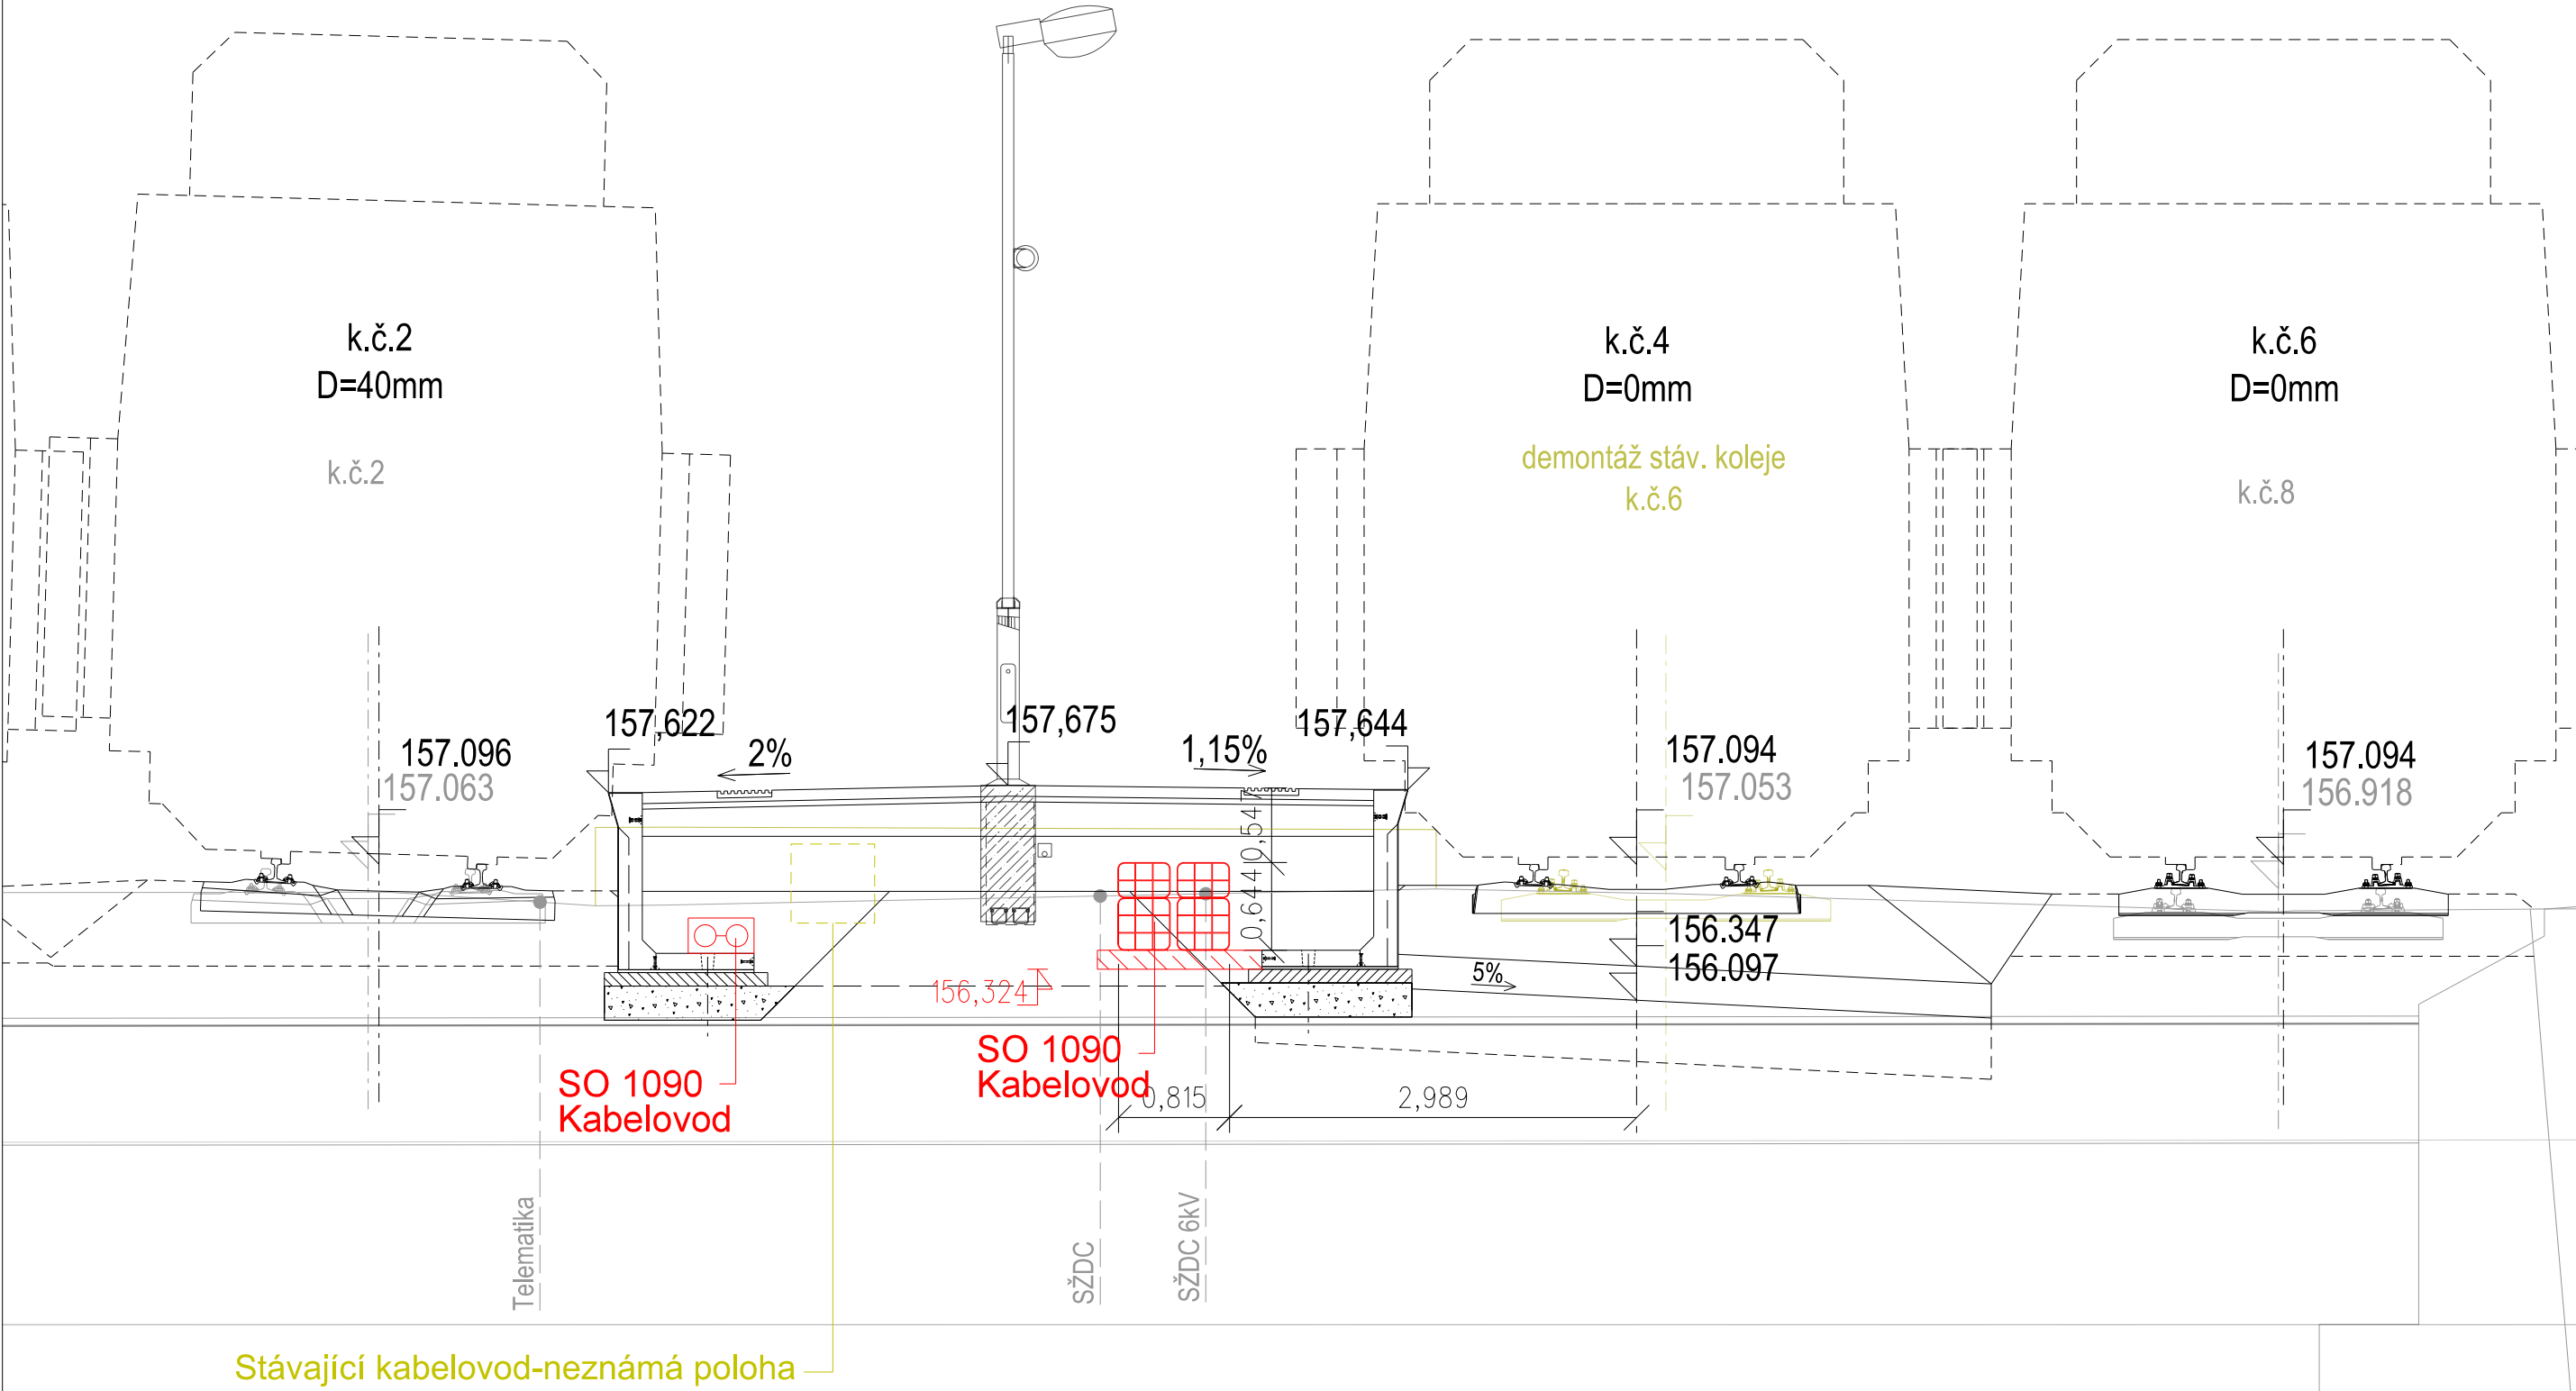 k.č.2
D=40mm
k.č.2
k.č.4
D=0mm
demontáž stáv. koleje
k.č.6
k.č.6
D=0mm
k.č.8
157.096
157.063
157,622
2%
157,675
1,15%
157,644
157.094
157.053
157.094
156.918
0,541
0,644
156.347
156.097
5%
156,324
SO 1090
Kabelovod
SO 1090
Kabelovod
0,815
2,989
Telematika
SŽDC
SŽDC 6kV
Stávající kabelovod-neznámá poloha